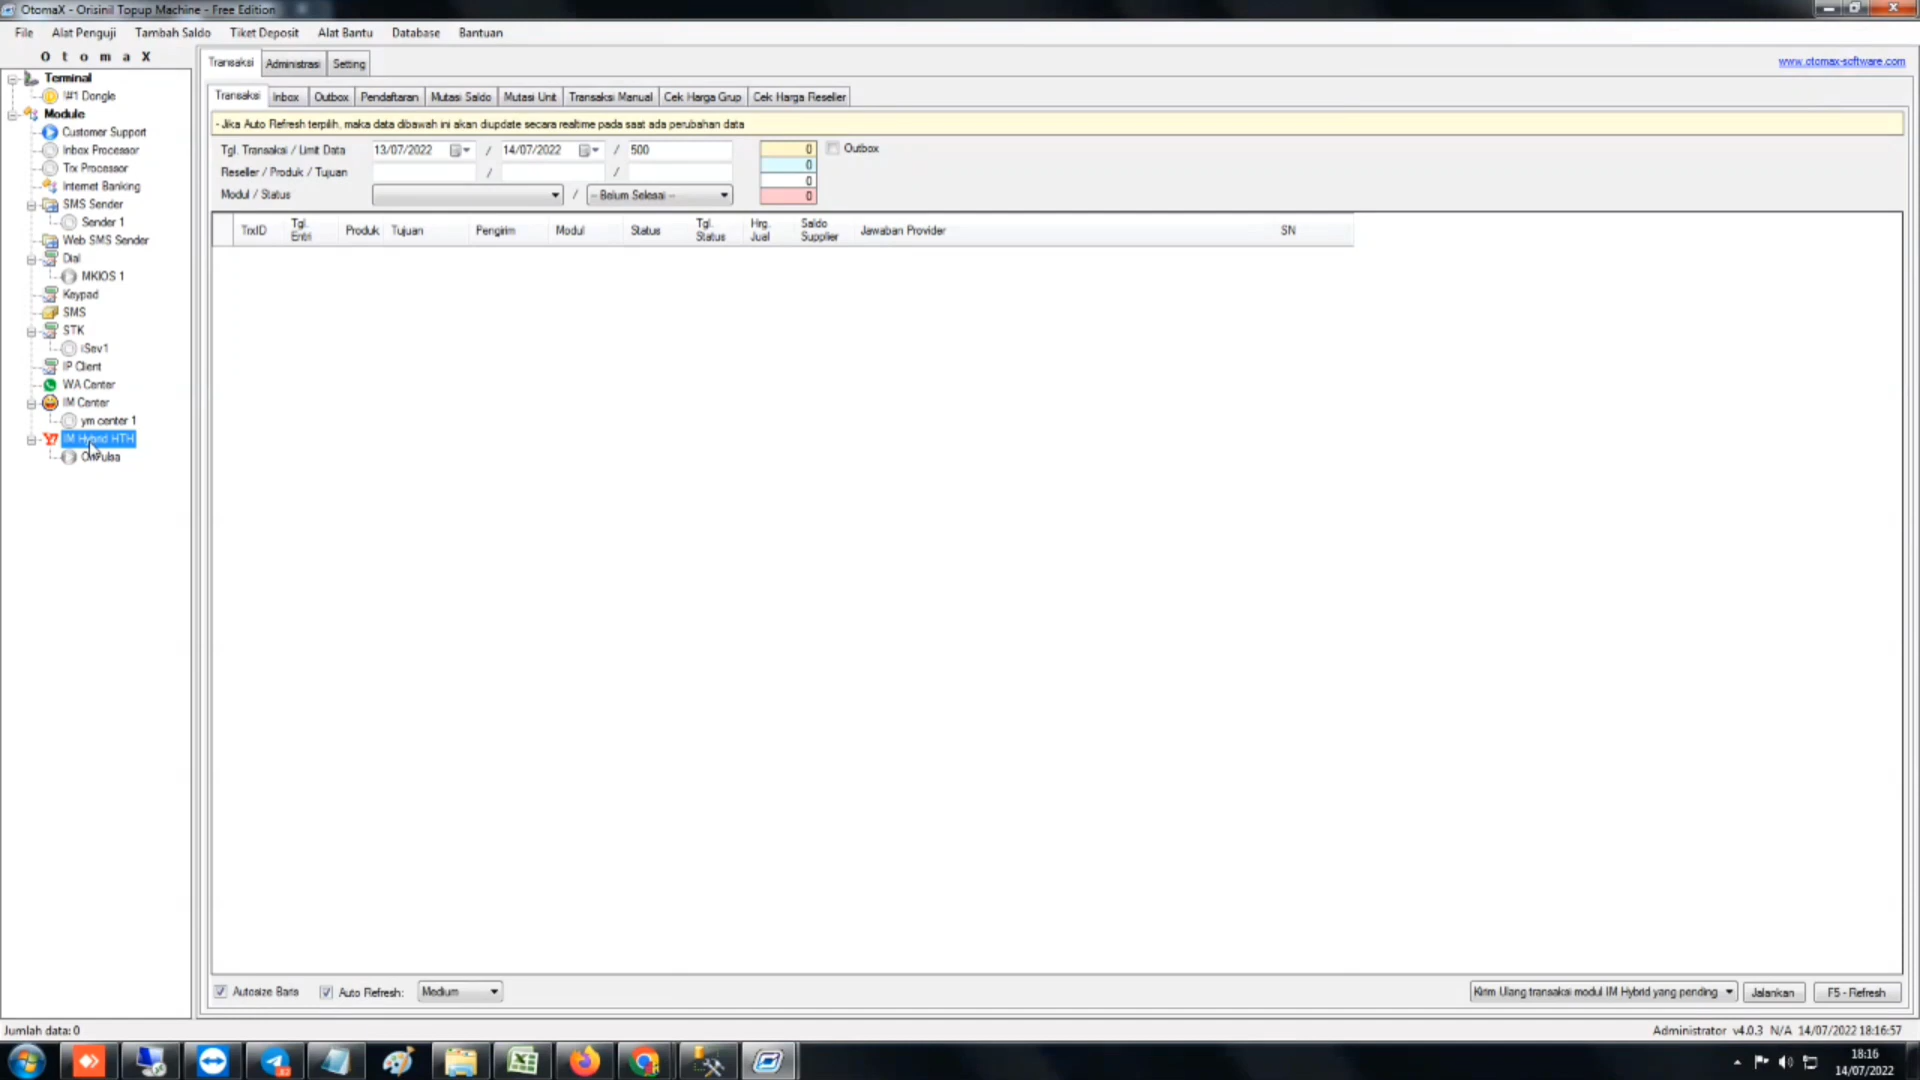 OtomaX - Orisinil Topup Machine - Free Edition
File Alat Penguji Tambah Saldo Tiket Deposit Alat Bantu Database Bantuan
O t o m a X
Terminal
!#1 Dongle
Module
Customer Support
Inbox Processor
Trx Processor
Internet Banking
SMS Sender
Sender 1
Web SMS Sender
Dial
MKIOS 1
Keypad
SMS
STK
iSev1
IP Client
WA Center
IM Center
ym center 1
IM Hybrid HTH
Transaksi Administrasi Setting
www.otomax-software.com
Transaksi Inbox Outbox Pendaftaran Mutasi Saldo Mutasi Unit Transaksi Manual Cek Harga Grup Cek Harga Reseller
- Jika Auto Refresh terpilih, maka data dibawah ini akan diupdate secara realtime pada saat ada perubahan data
Tgl. Transaksi / Limit Data 13/07/2022 / 14/07/2022 / 500 0 Outbox
Reseller / Produk / Tujuan / / 0
0
Modul / Status / -- Belum Selesai -- 0
TrxID Tgl. Entri Produk Tujuan Pengirim Modul Status Tgl. Status Hrg. Jual Saldo Supplier Jawaban Provider SN
Autosize Baris Auto Refresh: Medium Kirim Ulang transaksi modul IM Hybrid yang pending Jalankan F5 - Refresh
Jumlah data: 0 Administrator v4.0.3 N/A 14/07/2022 18:16:57
18:16
14/07/2022